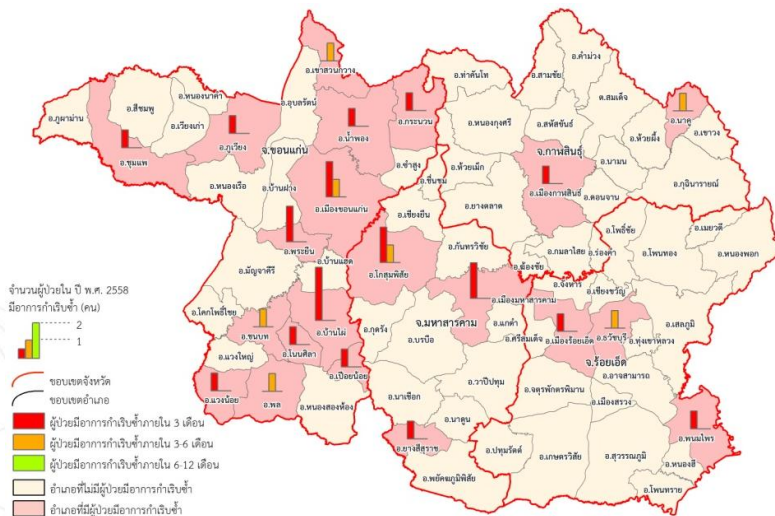 อ.เขาสวนกวาง
อ.ท่าคันโท
อ.สามชัย
อ.คำม่วง
อ.ภูผาม่าน
อ.สีชมพู
อ.หนองนาคำ
อ.อุบลรัตน์
อ.น้ำพอง
อ.กระนวน
อ.หนองกุงศรี
อ.สหัสขันธ์
ด.สมเด็จ
อ.นาคู
อ.เวียงเก่า
อ.ภูเวียง
อ.ชุมแพ
จ.ขอนแก่น
จ.กาฬสินธุ์
อ.ห้วยผึ้ง
อ.เขาวง
อ.หนองเรือ
อ.บ้านฝาง
อ.ซำสูง
อ.ชื่นชม
อ.ห้วยเม็ก
อ.นามน
อ.กุฉินารายณ์
อ.เมืองขอนแก่น
อ.เชียงยืน
อ.ยางตลาด
อ.เมืองกาฬสินธุ์
อ.ดอนจาน
อ.พระยืน
อ.บ้านแฮด
อ.โกสุมพิสัย
อ.กันทรวิชัย
อ.ฆ้องชัย
อ.กมลาไสย
อ.ร่องคำ
อ.โพธิ์ชัย
อ.โพนทอง
อ.เมยวดี
อ.หนองพอก
อ.มัญจาคีรี
อ.โคกโพธิ์ไชย
อ.ชนบท
อ.บ้านไผ่
อ.โนนศิลา
อ.เปือยน้อย
อ.แวงใหญ่
อ.แวงน้อย
อ.พล
อ.หนองสองห้อง
อ.กุดรัง
อ.บรบือ
จ.มหาสารคาม
อ.เมืองมหาสารคาม
อ.แกดำ
อ.ศรีสมเด็จ
อ.จังหาร
อ.เชียงขวัญ
อ.เมืองร้อยเอ็ด
อ.ธวัชบุรี
อ.ทุ่งเขาหลวง
อ.เสลภูมิ
จ.ร้อยเอ็ด
อ.อาจสามารถ
อ.จตุรพักตรพิมาน
อ.เมืองสรวง
อ.วาปีปทุม
อ.นาเชือก
อ.นาดูน
อ.ยางสีสุราช
อ.พยัคฆภูมิพิสัย
อ.ปทุมรัตต์
อ.เกษตรวิสัย
อ.สุวรรณภูมิ
อ.พนมไพร
อ.หนองฮี
อ.โพนทราย
จำนวนผู้ป่วยใน ปี พ.ศ. 2558
มีอาการกำเริบซ้ำ (คน)
2
1
ขอบเขตจังหวัด
ขอบเขตอำเภอ
ผู้ป่วยมีอาการกำเริบซ้ำภายใน 3 เดือน
ผู้ป่วยมีอาการกำเริบซ้ำภายใน 3-6 เดือน
ผู้ป่วยมีอาการกำเริบซ้ำภายใน 6-12 เดือน
อำเภอที่ไม่มีผู้ป่วยมีอาการกำเริบซ้ำ
อำเภอที่มีผู้ป่วยมีอาการกำเริบซ้ำ